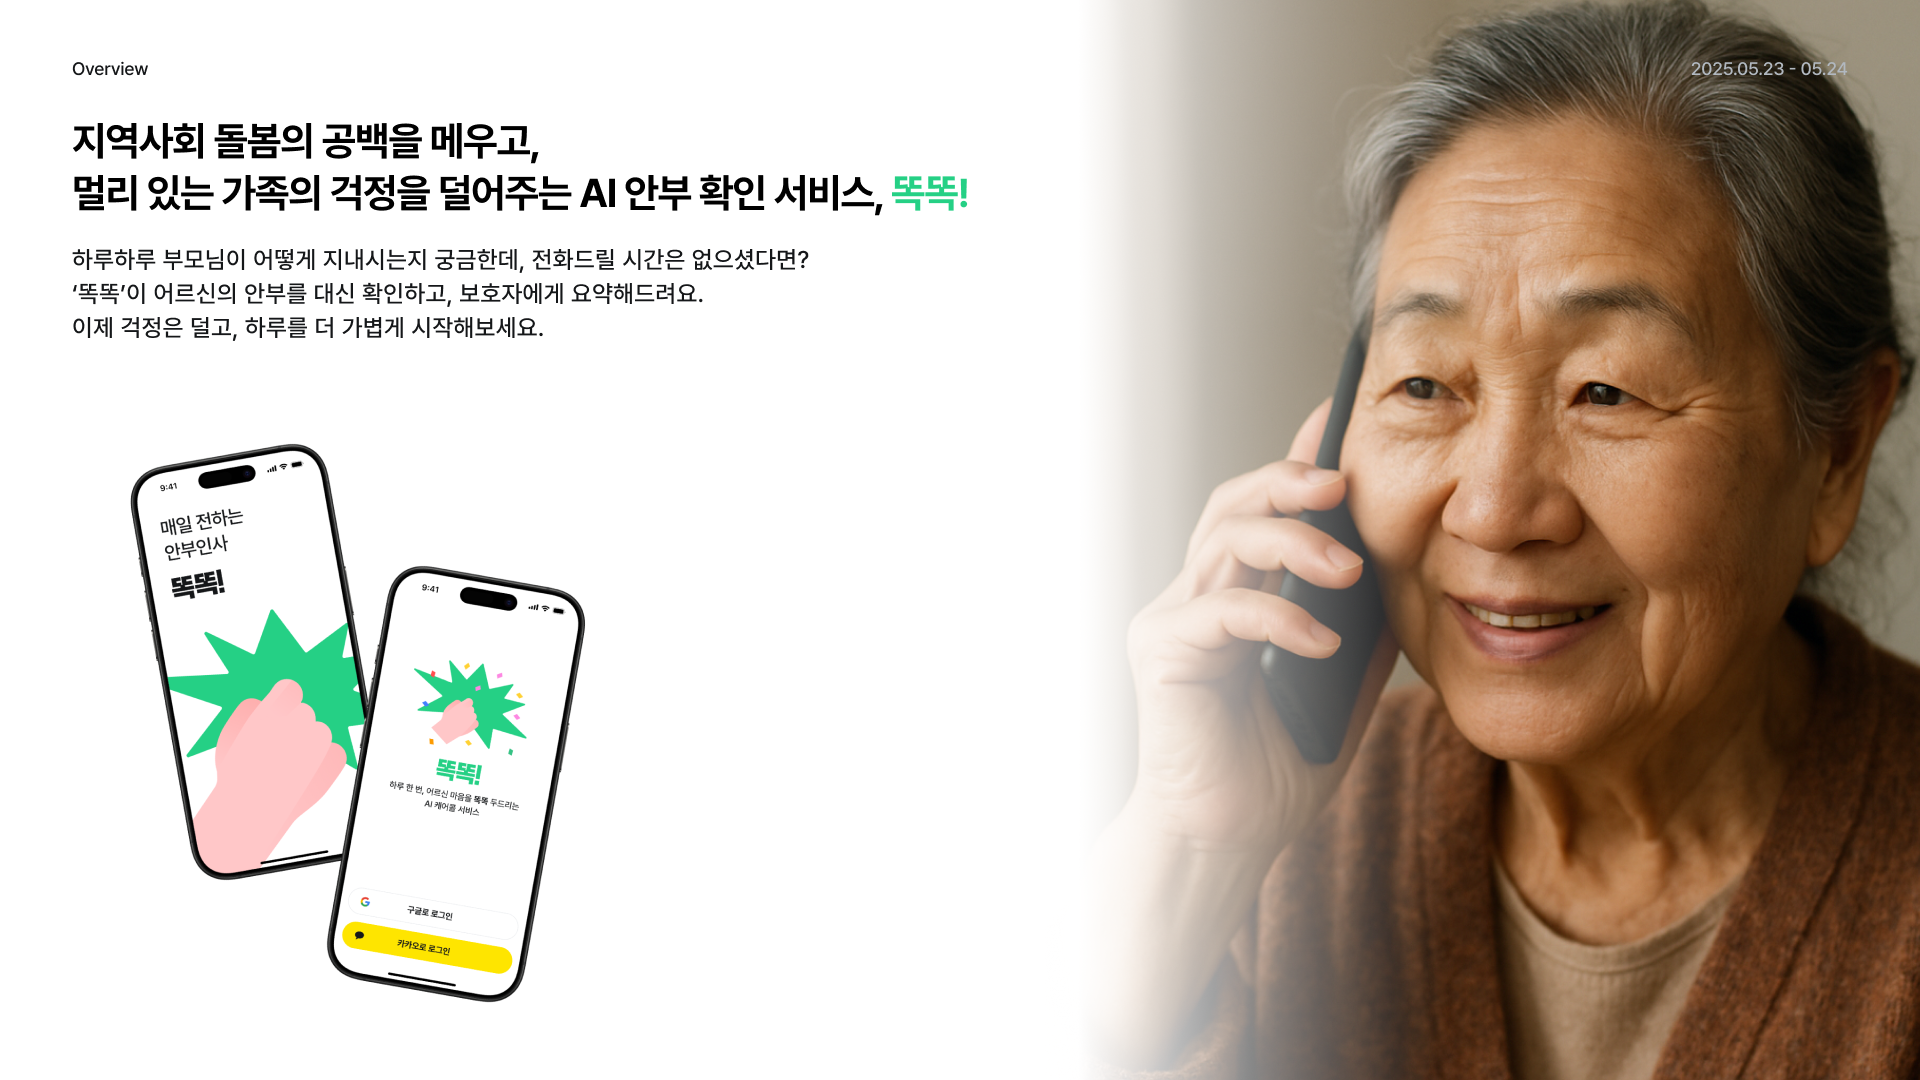 Overview
2025.05.23 - 05.24
지역사회 돌봄의 공백을 메우고,
멀리 있는 가족의 걱정을 덜어주는 AI 안부 확인 서비스, 똑똑!
하루하루 부모님이 어떻게 지내시는지 궁금한데, 전화드릴 시간은 없으셨다면?
‘똑똑’이 어르신의 안부를 대신 확인하고, 보호자에게 요약해드려요.
이제 걱정은 덜고, 하루를 더 가볍게 시작해보세요.
9:41
매일 전하는
안부인사
똑똑!
9:41
똑똑!
하루 한 번, 어르신 마음을 똑똑 두드리는
AI 케어콜 서비스
구글로 로그인
카카오로 로그인